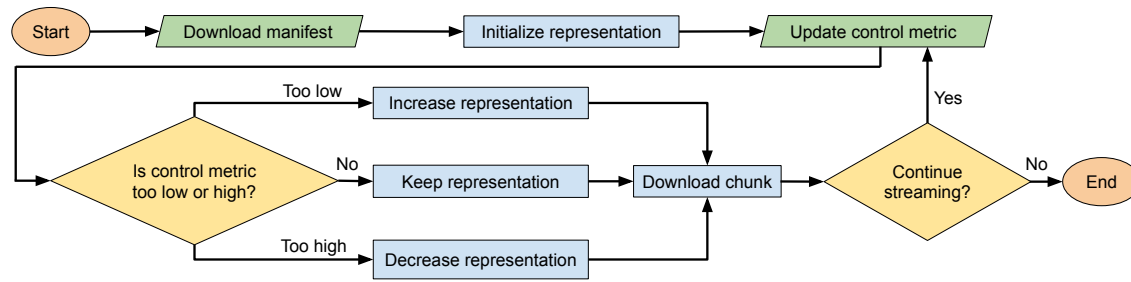 Start
Download manifest
Initialize representation
Update control metric
Too low
Increase representation
Yes
Is control metric
too low or high?
No
Keep representation
Download chunk
Continue
streaming?
No
End
Too high
Decrease representation